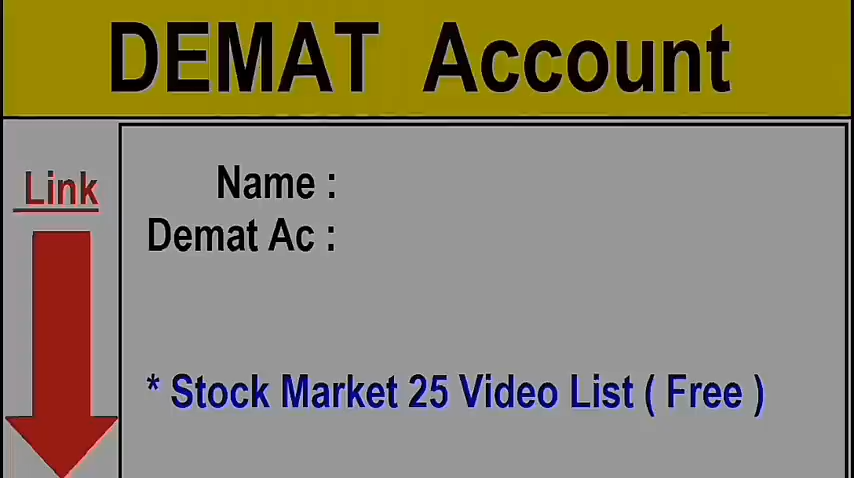 DEMAT Account
Link
Name :
Demat Ac :
* Stock Market 25 Video List ( Free )